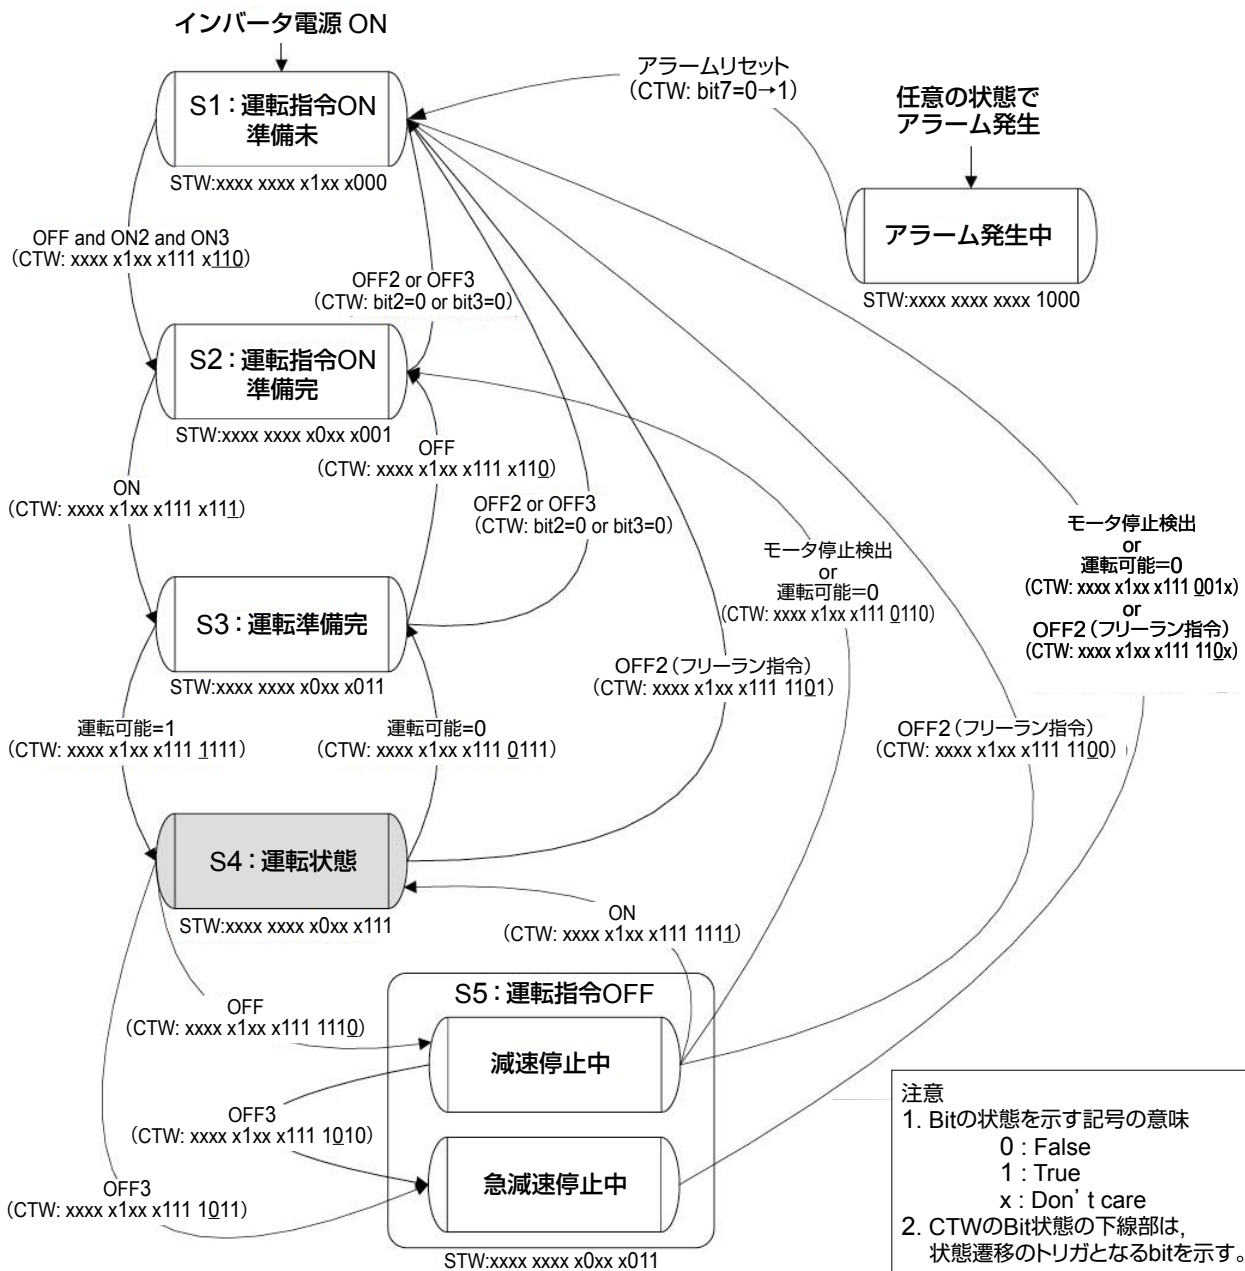 インバータ電源 ON
S1：運転指令ON
準備未
STW:xxxx xxxx x1xx x000
アラームリセット
（CTW: bit7=0→1）
任意の状態で
アラーム発生
アラーム発生中
STW:xxxx xxxx xxxx 1000
OFF and ON2 and ON3
（CTW: xxxx x1xx x111 x110）
OFF2 or OFF3
（CTW: bit2=0 or bit3=0）
S2：運転指令ON
準備完
STW:xxxx xxxx x0xx x001
OFF
（CTW: xxxx x1xx x111 x110）
ON
（CTW: xxxx x1xx x111 x111）
OFF2 or OFF3
（CTW: bit2=0 or bit3=0）
モータ停止検出
or
運転可能=0
（CTW: xxxx x1xx x111 0110）
モータ停止検出
or
運転可能=0
（CTW: xxxx x1xx x111 001x）
or
OFF2（フリーラン指令）
（CTW: xxxx x1xx x111 110x）
S3：運転準備完
STW:xxxx xxxx x0xx x011
OFF2（フリーラン指令）
（CTW: xxxx x1xx x111 1101）
運転可能=1
（CTW: xxxx x1xx x111 1111）
運転可能=0
（CTW: xxxx x1xx x111 0111）
OFF2（フリーラン指令）
（CTW: xxxx x1xx x111 1100）
S4：運転状態
STW:xxxx xxxx x0xx x111
ON
（CTW: xxxx x1xx x111 1111）
OFF
（CTW: xxxx x1xx x111 1110）
S5：運転指令OFF
減速停止中
OFF3
（CTW: xxxx x1xx x111 1010）
急減速停止中
OFF3
（CTW: xxxx x1xx x111 1011）
STW:xxxx xxxx x0xx x011
注意
1. Bitの状態を示す記号の意味
0 : False
1 : True
x : Don’t care
2. CTWのBit状態の下線部は，
状態遷移のトリガとなるbitを示す。